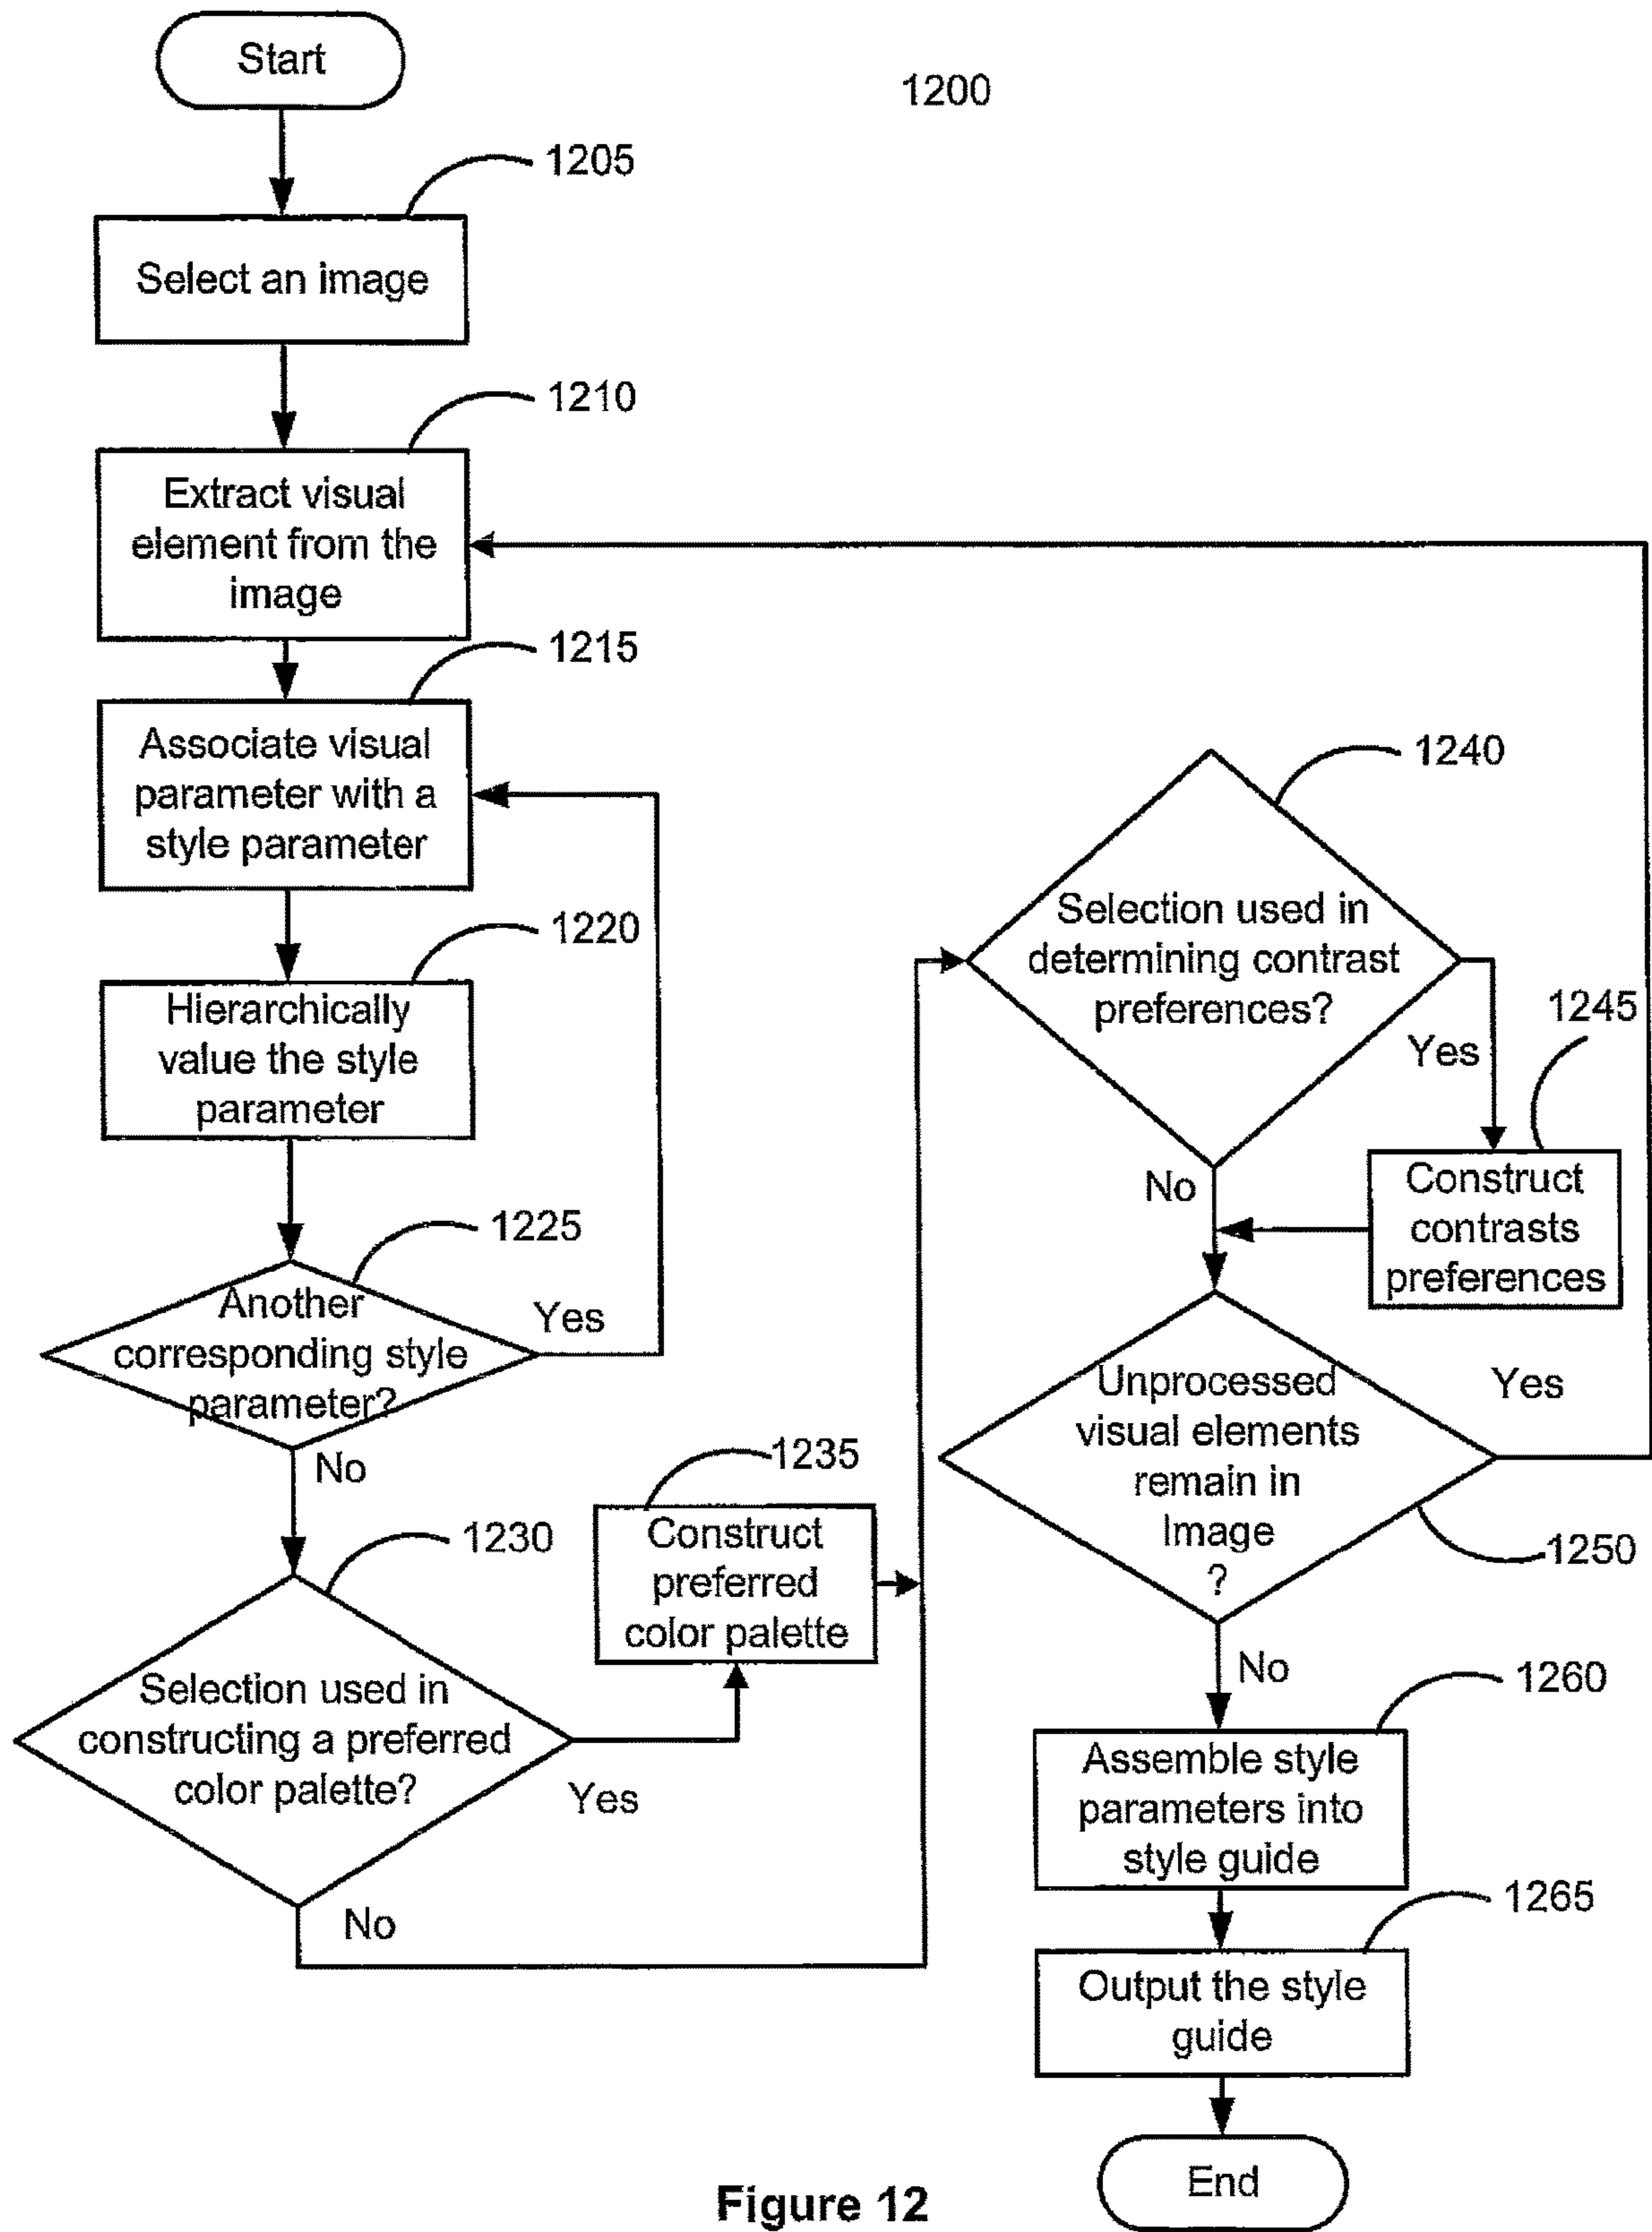 Start
1200
1205
Select an image
1210
Extract visual
element from the
image
1215
Associate visual
parameter with a
style parameter
1220
Hierarchically
value the style
parameter
1225
Another
corresponding style
parameter?
Yes
No
1230
Selection used in
constructing a preferred
color palette?
Yes
No
1235
Construct
preferred
color palette
1240
Selection used in
determining contrast
preferences?
Yes
No
1245
Construct
contrasts
preferences
Unprocessed
visual elements
remain in
Image
?
Yes
1250
No
1260
Assemble style
parameters into
style guide
1265
Output the style
guide
End
Figure 12